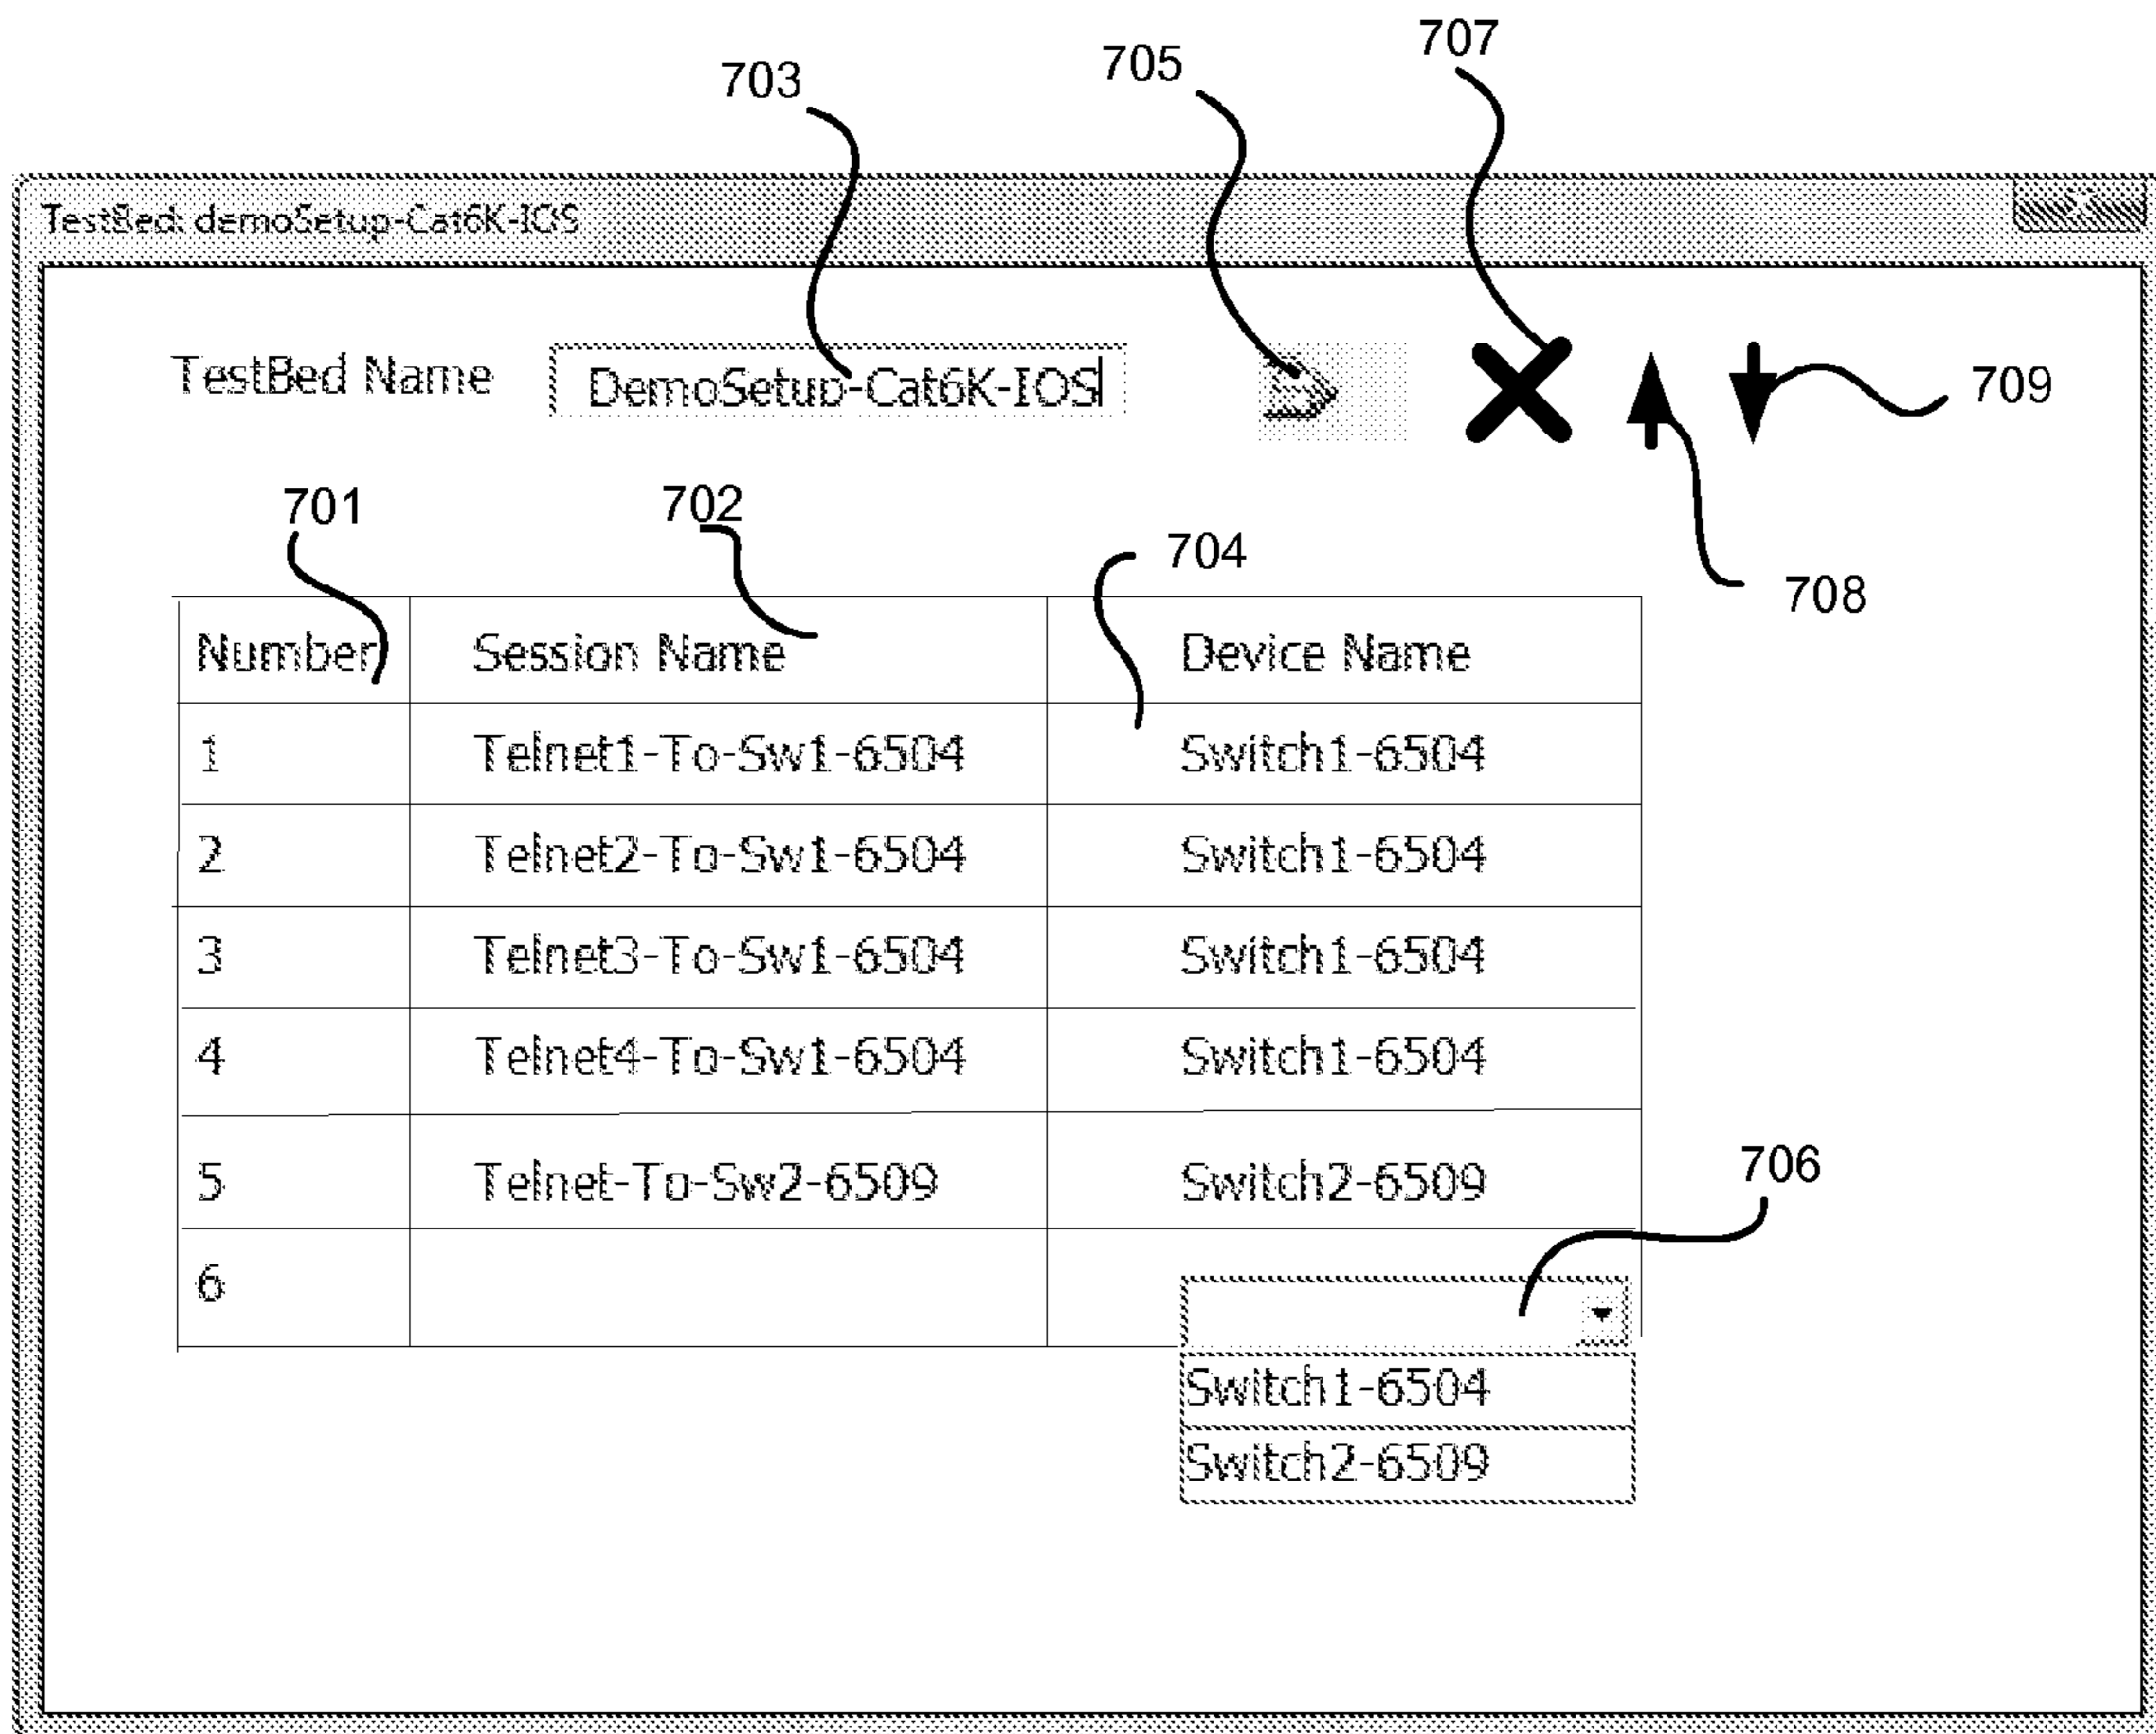 707
705
703
TestBed: demoSetup-Cat6K-IOS
TestBed Name DemoSetup-Cat6K-IOS
709
701 702
704
708
Number Session Name Device Name
1 Telnet1-To-Sw1-6504 Switch1-6504
2 Telnet2-To-Sw1-6504 Switch1-6504
3 Telnet3-To-Sw1-6504 Switch1-6504
4 Telnet4-To-Sw1-6504 Switch1-6504
706
5 Telnet-To-Sw2-6509 Switch2-6509
6
Switch1-6504
Switch2-6509